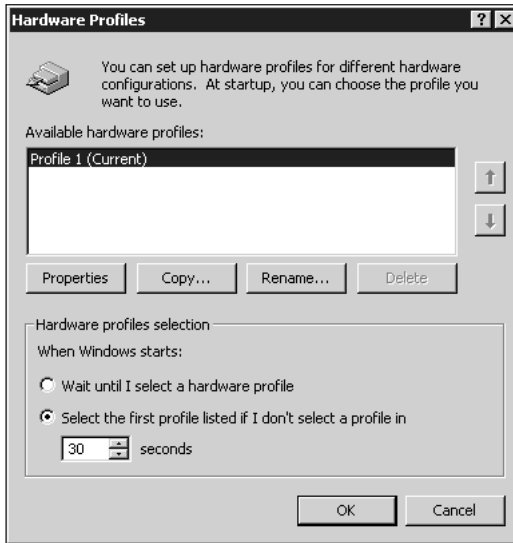 Hardware Profiles
You can set up hardware profiles for different hardware
configurations. At startup, you can choose the profile you
want to use.
Available hardware profiles:
Profile 1 (Current)
Properties
Copy...
Rename...
Delete
Hardware profiles selection
When Windows starts:
Wait until I select a hardware profile
Select the first profile listed if I don't select a profile in
30 seconds
OK
Cancel